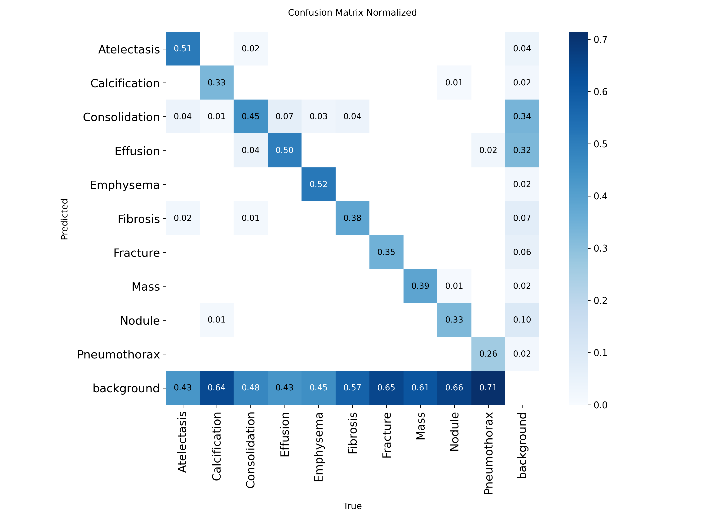 Confusion Matrix Normalized
Atelectasis 0.51 0.02 0.04
Calcification 0.33 0.01 0.02
Consolidation 0.04 0.01 0.45 0.07 0.03 0.04 0.34
Effusion 0.04 0.50 0.02 0.32
Emphysema 0.52 0.02
Fibrosis 0.02 0.01 0.38 0.07
Fracture 0.35 0.06
Mass 0.39 0.01 0.02
Nodule 0.01 0.33 0.10
Pneumothorax 0.26 0.02
background 0.43 0.64 0.48 0.43 0.45 0.57 0.65 0.61 0.66 0.71
Atelectasis
Calcification
Consolidation
Effusion
Emphysema
Fibrosis
Fracture
Mass
Nodule
Pneumothorax
background
True
Predicted
0.7
0.6
0.5
0.4
0.3
0.2
0.1
0.0